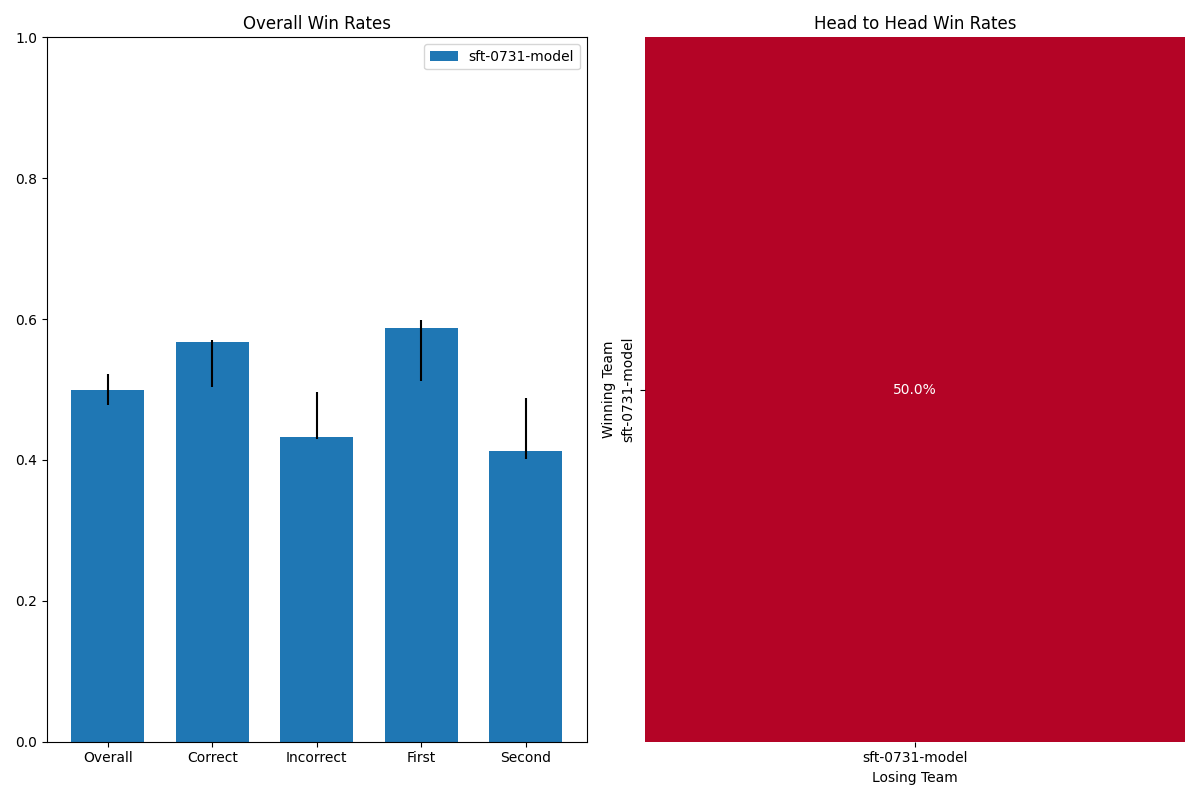 Overall Win Rates
sft-0731-model
1.0
0.8
0.6
0.4
0.2
0.0
Overall
Correct
Incorrect
First
Second
Head to Head Win Rates
Winning Team
sft-0731-model
50.0%
sft-0731-model
Losing Team